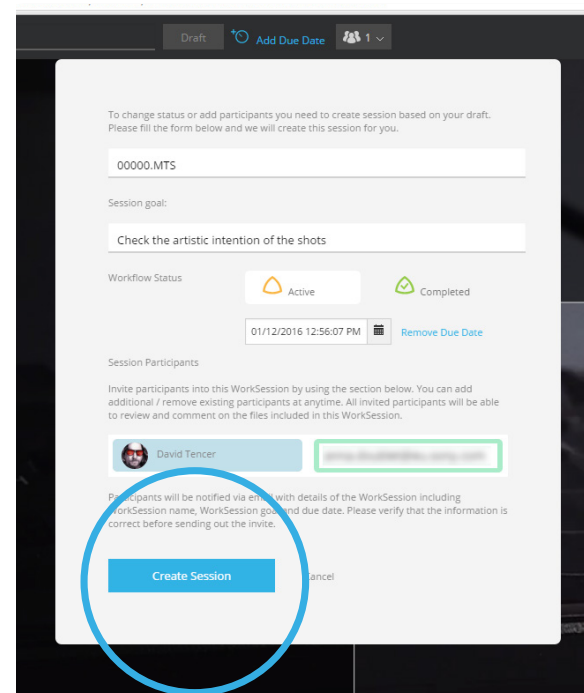 Draft
Add Due Date
1
To change status or add participants you need to create session based on your draft.
Please fill the form below and we will create this session for you.
00000.MTS
Session goal:
Check the artistic intention of the shots
Workflow Status
Active
Completed
01/12/2016 12:56:07 PM
Remove Due Date
Session Participants
Invite participants into this WorkSession by using the section below. You can add
additional / remove existing participants at anytime. All invited participants will be able
to review and comment on the files included in this WorkSession.
David Tencer
Participants will be notified via email with details of the WorkSession including
WorkSession name, WorkSession goal and due date. Please verify that the information is
correct before sending out the invite.
Create Session
Cancel